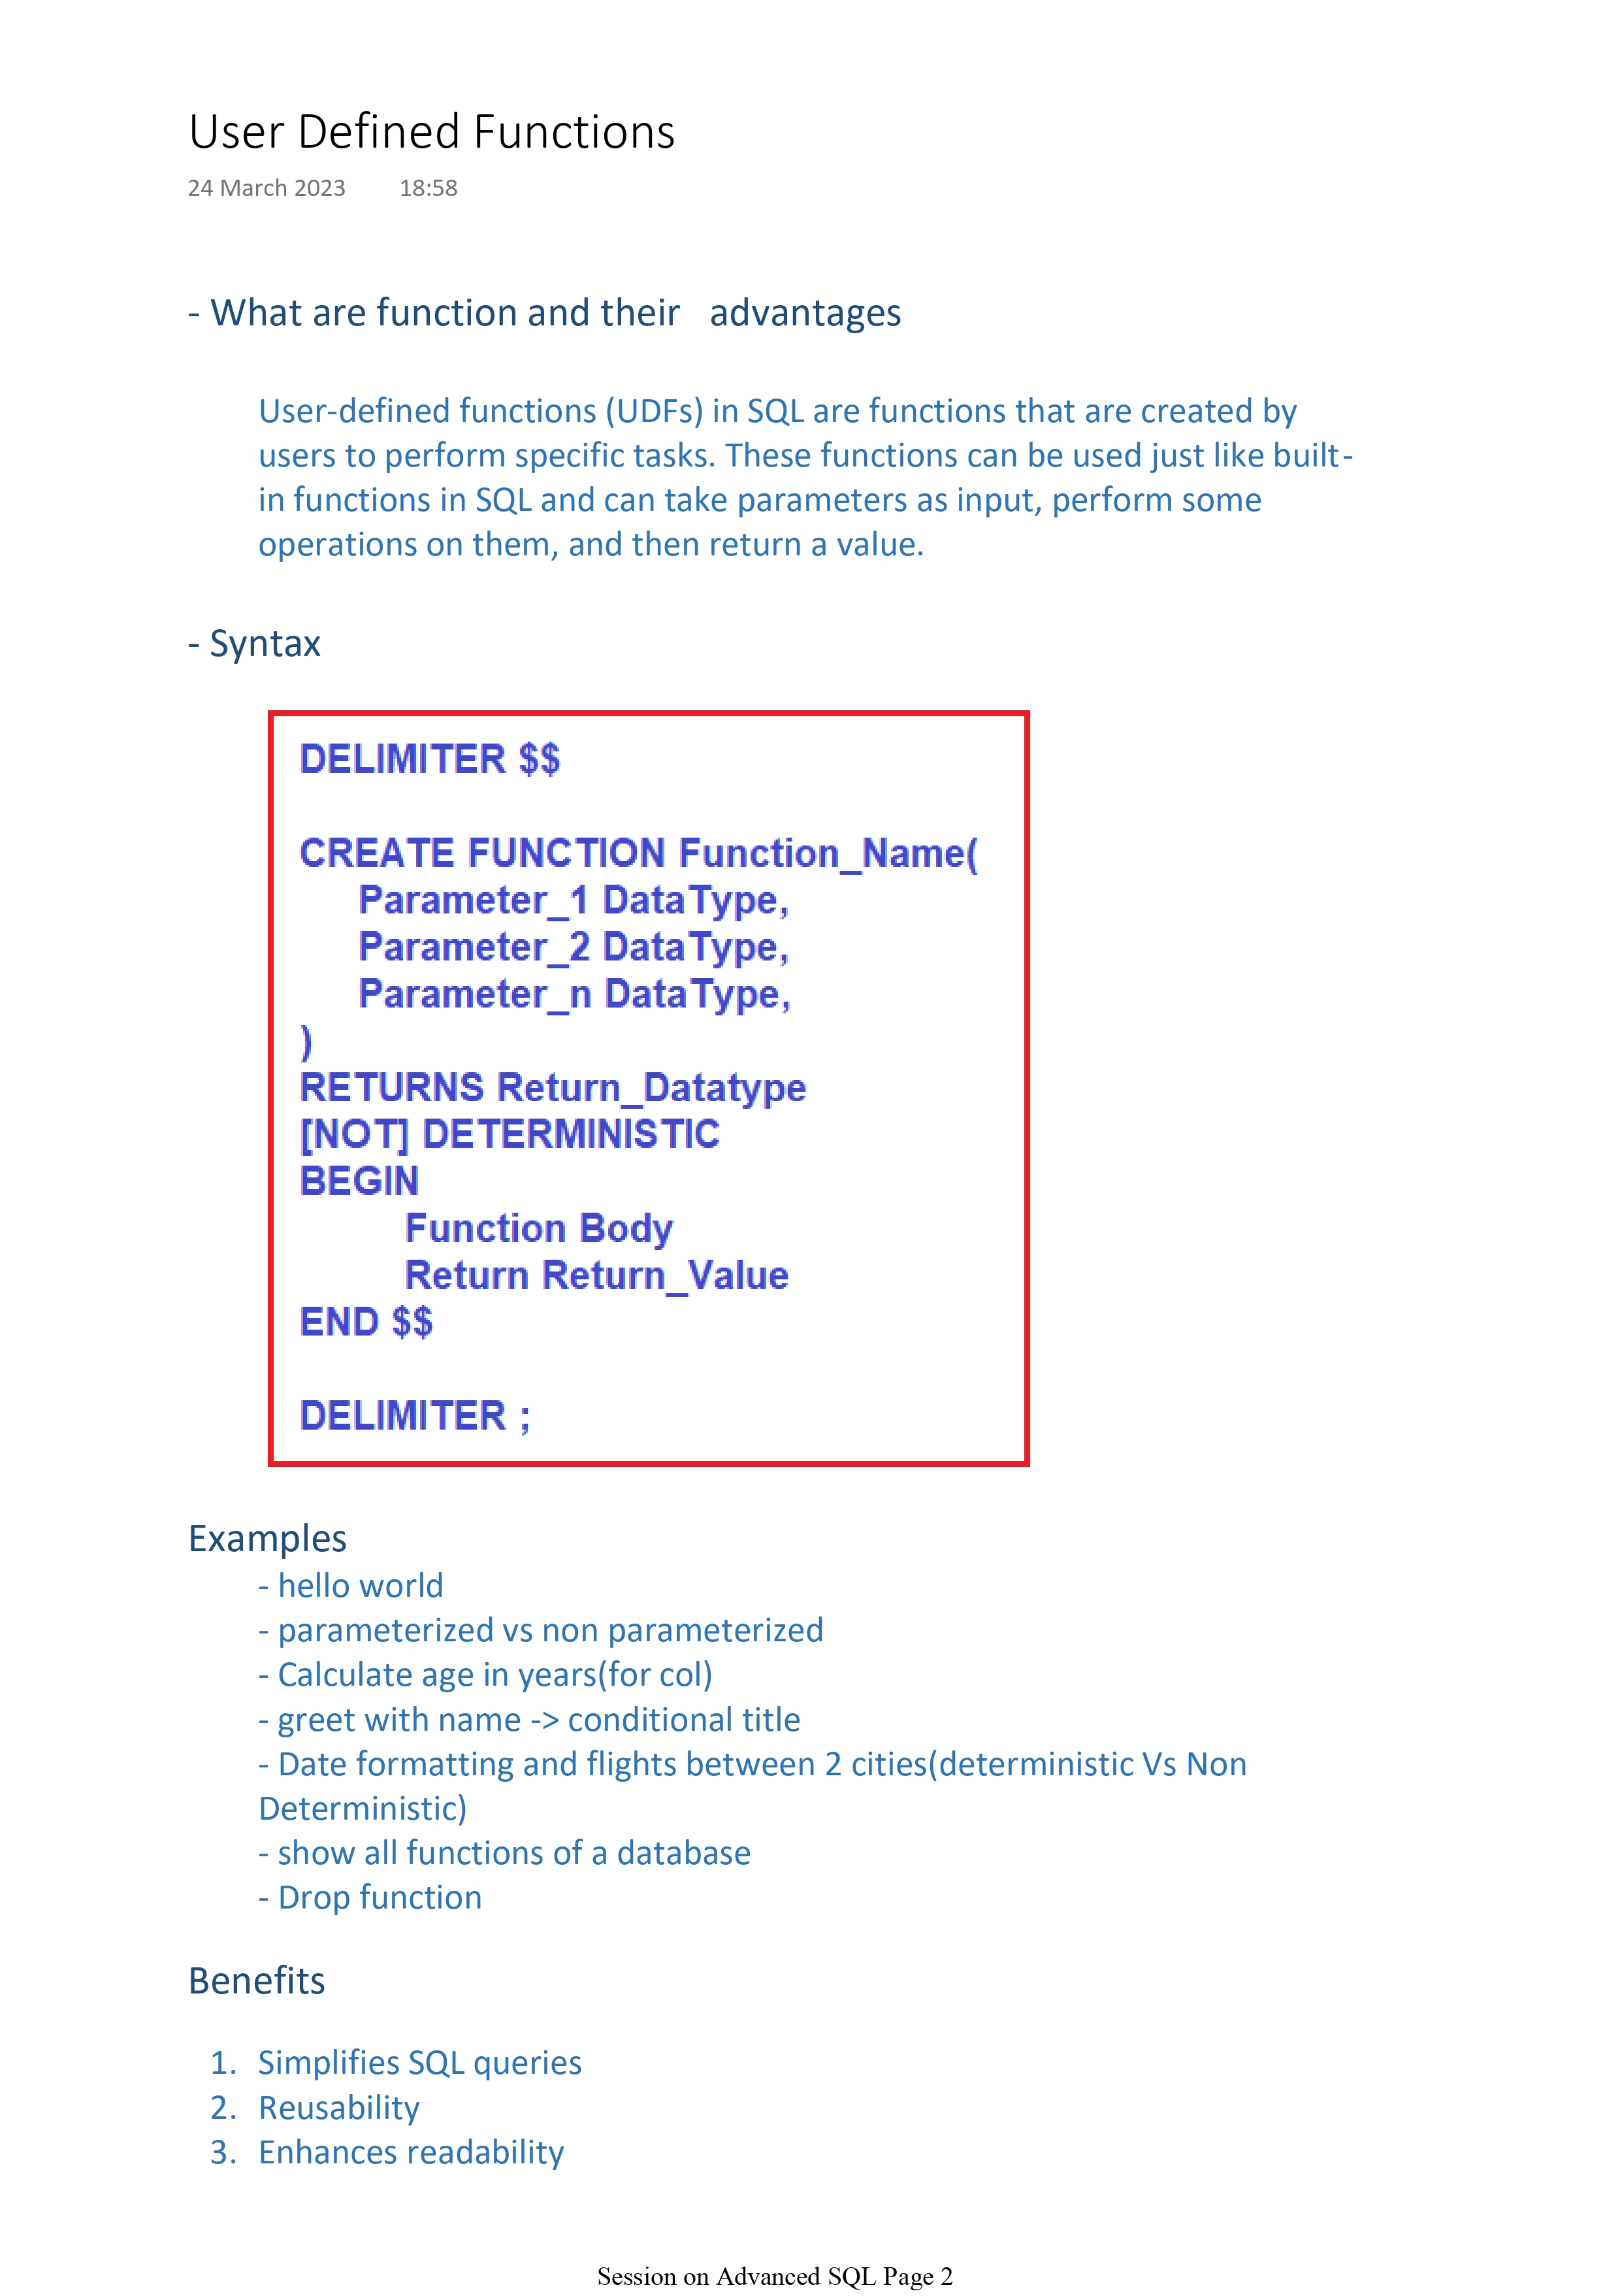 User Defined Functions
24 March 2023 18:58
- What are function and their advantages
User-defined functions (UDFs) in SQL are functions that are created by
users to perform specific tasks. These functions can be used just like built-
in functions in SQL and can take parameters as input, perform some
operations on them, and then return a value.
- Syntax
DELIMITER $$
CREATE FUNCTION Function_Name(
Parameter_1 DataType,
Parameter_2 DataType,
Parameter_n DataType,
)
RETURNS Return_Datatype
[NOT] DETERMINISTIC
BEGIN
Function Body
Return Return_Value
END $$
DELIMITER ;
Examples
- hello world
- parameterized vs non parameterized
- Calculate age in years(for col)
- greet with name -> conditional title
- Date formatting and flights between 2 cities(deterministic Vs Non
Deterministic)
- show all functions of a database
- Drop function
Benefits
1. Simplifies SQL queries
2. Reusability
3. Enhances readability
Session on Advanced SQL Page 2